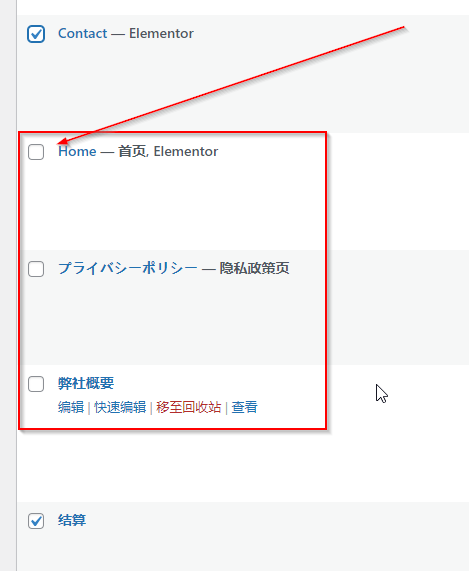 Contact — Elementor
Home — 首页, Elementor
プライバシーポリシー — 隐私政策页
弊社概要
编辑 | 快速编辑 | 移至回收站 | 查看
结算